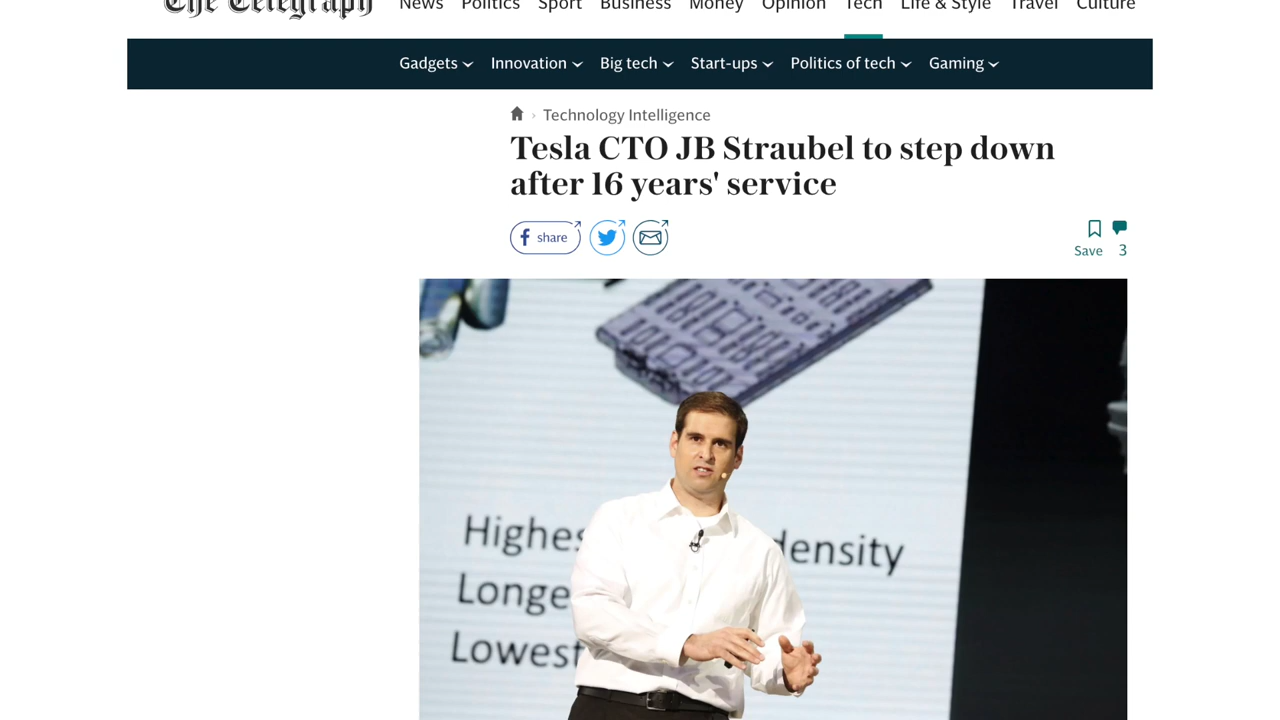 The Telegraph
News Politics Sport Business Money Opinion Tech Life & Style Travel Culture
Gadgets Innovation Big tech Start-ups Politics of tech Gaming
Technology Intelligence
Tesla CTO JB Straubel to step down
after 16 years' service
share
Save 3
Highes density
Longe
Lowest